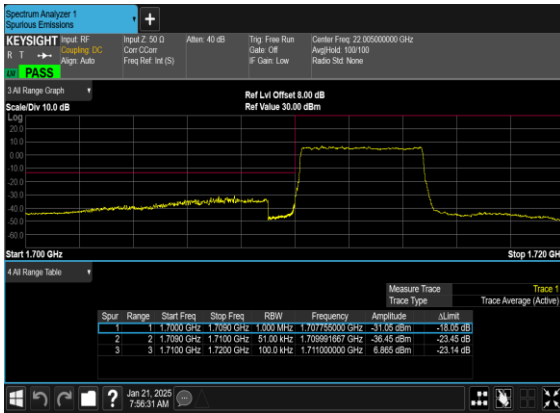 Spectrum Analyzer 1
Spurious Emissions
KEYSIGHT
R T
LNI PASS
Input: RF
Coupling: DC
Align: Auto
Input Z: 50 Ω
Corr CCorr
Freq Ref: Int (S)
Atten: 40 dB
Trig: Free Run
Gate: Off
IF Gain: Low
Center Freq: 22.005000000 GHz
Avg|Hold: 100/100
Radio Std: None
3 All Range Graph
Scale/Div 10.0 dB
Ref Lvl Offset 8.00 dB
Ref Value 30.00 dBm
Log
20.0
10.0
0.00
-10.0
-20.0
-30.0
-40.0
-50.0
-60.0
Start 1.700 GHz
Stop 1.720 GH
4 All Range Table
Measure Trace Trace 1
Trace Type Trace Average (Active)
Spur Range Start Freq Stop Freq RBW Frequency Amplitude ΔLimit
1 1 1.7000 GHz 1.7090 GHz 1.000 MHz 1.707755000 GHz -31.05 dBm -18.05 dB
2 2 1.7090 GHz 1.7100 GHz 51.00 kHz 1.709991667 GHz -36.45 dBm -23.45 dB
3 3 1.7100 GHz 1.7200 GHz 100.0 kHz 1.711000000 GHz 6.865 dBm -23.14 dB
Jan 21, 2025
7:56:31 AM